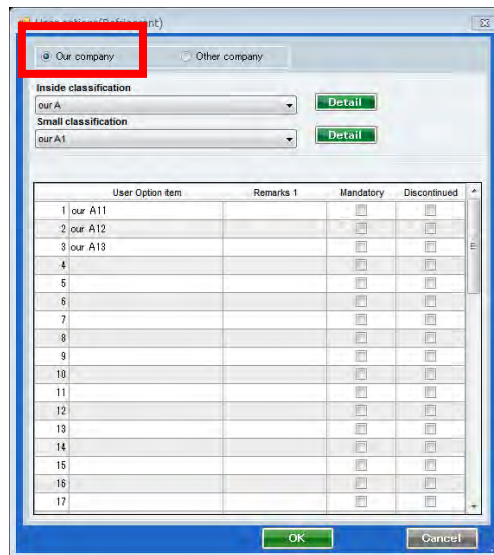 Our company Other company
Inside classification
our A Detail
Small classification
our A1 Detail
User Option item Remarks 1 Mandatory Discontinued
1 our A11
2 our A12
3 our A13
4
5
6
7
8
9
10
11
12
13
14
15
16
17
OK Cancel